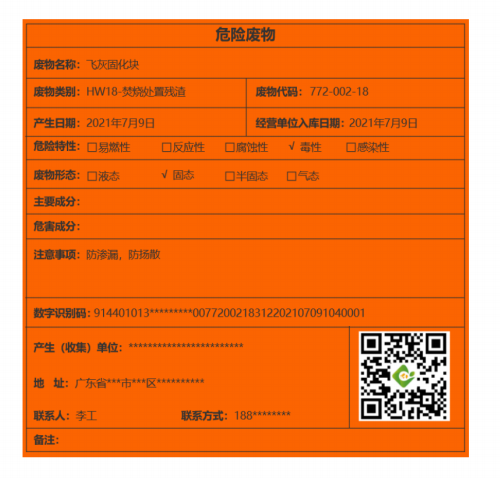 危险废物
废物名称：飞灰固化块
废物类别：HW18-焚烧处置残渣 废物代码：772-002-18
产生日期：2021年7月9日 经营单位入库日期：2021年7月9日
危险特性：□易燃性 □反应性 □腐蚀性 √ 毒性 □感染性
废物形态：□液态 √ 固态 □半固态 □气态
主要成分：
危害成分：
注意事项：防渗漏，防扬散
数字识别码：914401013*********00772002183122021070910400​01
产生（收集）单位：************************
地 址：广东省***市***区**********
联系人：李工 联系方式：188********
备注：